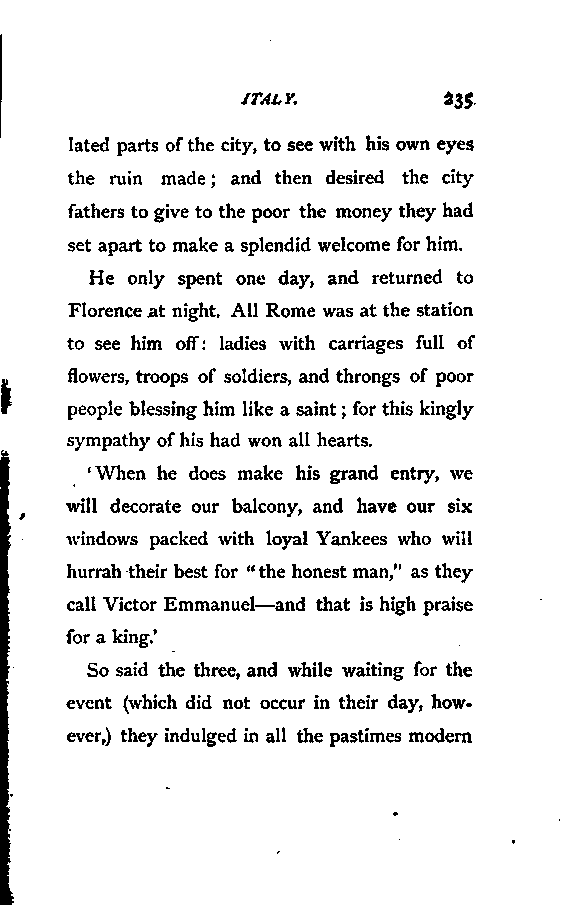 ITALY. 235
lated parts of the city, to see with his own eyes
the ruin made; and then desired the city
fathers to give to the poor the money they had
set apart to make a splendid welcome for him.
He only spent one day, and returned to
Florence at night. All Rome was at the station
to see him off: ladies with carriages full of
flowers, troops of soldiers, and throngs of poor
people blessing him like a saint; for this kingly
sympathy of his had won all hearts.
‘When he does make his grand entry, we
will decorate our balcony, and have our six
windows packed with loyal Yankees who will
hurrah their best for “the honest man,” as they
call Victor Emmanuel—and that is high praise
for a king.’
So said the three, and while waiting for the
event (which did not occur in their day, how-
ever,) they indulged in all the pastimes modern